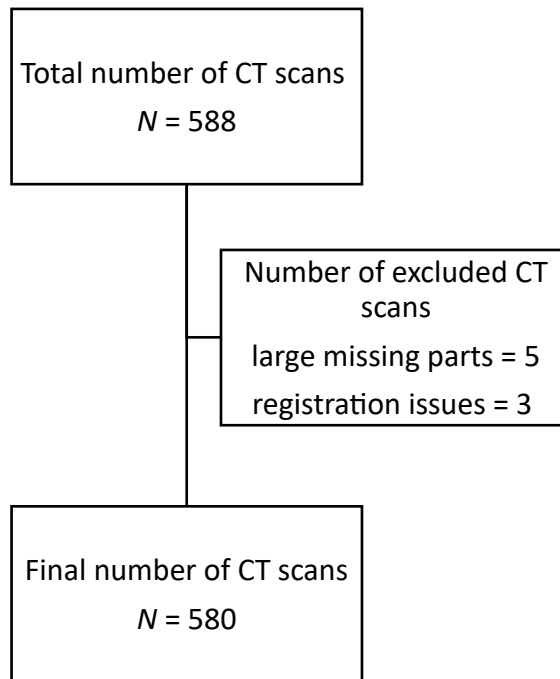 Total number of CT scans
N = 588
Number of excluded CT
scans
large missing parts = 5
registration issues = 3
Final number of CT scans
N = 580